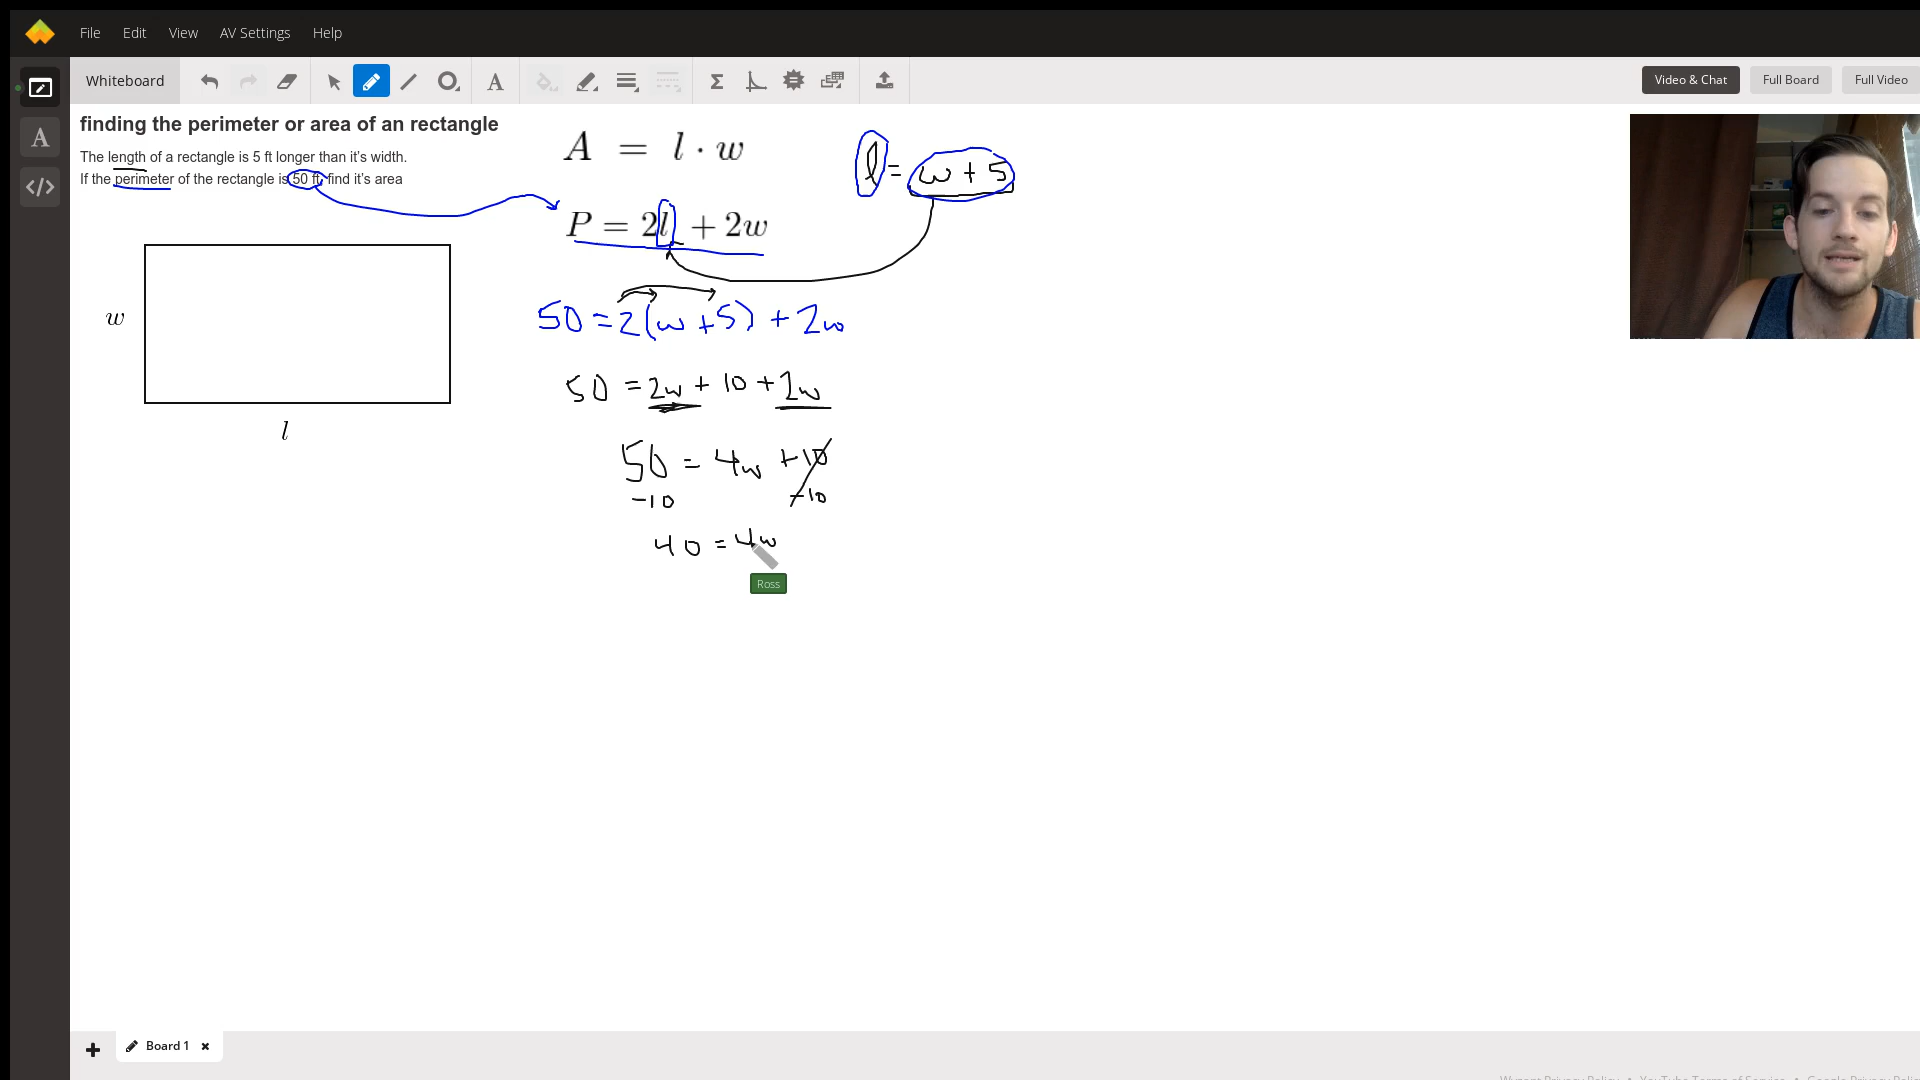 File Edit View AV Settings Help
Whiteboard A Σ Video & Chat Full Board Full Video
A
</>
finding the perimeter or area of an rectangle
The length of a rectangle is 5 ft longer than it's width.
If the perimeter of the rectangle is 50 ft, find it's area
A = l · w
l = w + 5
P = 2l + 2w
w
l
50 = 2(w + 5) + 2w
50 = 2w + 10 + 2w
50 = 4w + 10
-10 -10
40 = 4w
Ross
Board 1